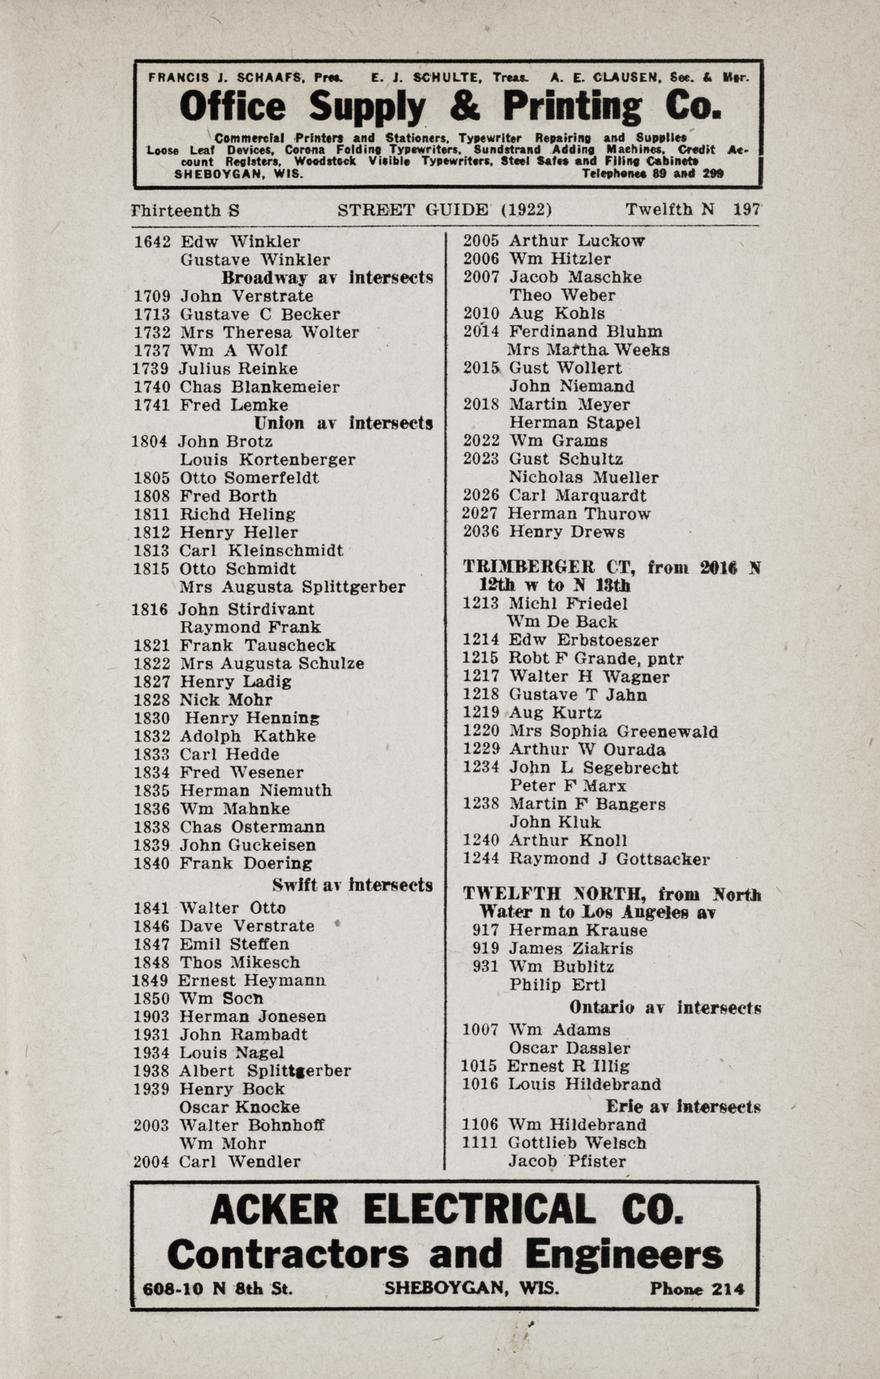 FRANCIS J. SCHAAFS, Pres. E. J. SCHULTE, Treas. A. E. CLAUSEN, Sec. & Mgr.
Office Supply & Printing Co.
Commercial Printers and Stationers, Typewriter Repairing and Supplies
Loose Leaf Devices, Corona Folding Typewriters, Sundstrand Adding Machines, Credit Ac-
count Registers, Woodstock Visible Typewriters, Steel Safes and Filing Cabinets
SHEBOYGAN, WIS. Telephones 89 and 299
Thirteenth S STREET GUIDE (1922) Twelfth N 197
1642 Edw Winkler
Gustave Winkler
Broadway av intersects
1709 John Verstrate
1713 Gustave C Becker
1732 Mrs Theresa Wolter
1737 Wm A Wolf
1739 Julius Reinke
1740 Chas Blankemeier
1741 Fred Lemke
Union av intersects
1804 John Brotz
Louis Kortenberger
1805 Otto Somerfeldt
1808 Fred Borth
1811 Richd Heling
1812 Henry Heller
1813 Carl Kleinschmidt
1815 Otto Schmidt
Mrs Augusta Splittgerber
1816 John Stirdivant
Raymond Frank
1821 Frank Tauscheck
1822 Mrs Augusta Schulze
1827 Henry Ladig
1828 Nick Mohr
1830 Henry Henning
1832 Adolph Kathke
1833 Carl Hedde
1834 Fred Wesener
1835 Herman Niemuth
1836 Wm Mahnke
1838 Chas Ostermann
1839 John Guckeisen
1840 Frank Doering
Swift av intersects
1841 Walter Otto
1846 Dave Verstrate
1847 Emil Steffen
1848 Thos Mikesch
1849 Ernest Heymann
1850 Wm Socn
1903 Herman Jonesen
1931 John Rambadt
1934 Louis Nagel
1938 Albert Splittgerber
1939 Henry Bock
Oscar Knocke
2003 Walter Bohnhoff
Wm Mohr
2004 Carl Wendler
2005 Arthur Luckow
2006 Wm Hitzler
2007 Jacob Maschke
Theo Weber
2010 Aug Kohls
2014 Ferdinand Bluhm
Mrs Martha Weeks
2015 Gust Wollert
John Niemand
2018 Martin Meyer
Herman Stapel
2022 Wm Grams
2023 Gust Schultz
Nicholas Mueller
2026 Carl Marquardt
2027 Herman Thurow
2036 Henry Drews
TRIMBERGER CT, from 2016 N
12th w to N 13th
1213 Michl Friedel
Wm De Back
1214 Edw Erbstoeszer
1215 Robt F Grande, pntr
1217 Walter H Wagner
1218 Gustave T Jahn
1219 Aug Kurtz
1220 Mrs Sophia Greenewald
1229 Arthur W Ourada
1234 John L Segebrecht
Peter F Marx
1238 Martin F Bangers
John Kluk
1240 Arthur Knoll
1244 Raymond J Gottsacker
TWELFTH NORTH, from North
Water n to Los Angeles av
917 Herman Krause
919 James Ziakris
931 Wm Bublitz
Philip Ertl
Ontario av intersects
1007 Wm Adams
Oscar Dassler
1015 Ernest R Illig
1016 Louis Hildebrand
Erie av intersects
1106 Wm Hildebrand
1111 Gottlieb Welsch
Jacob Pfister
ACKER ELECTRICAL CO.
Contractors and Engineers
608-10 N 8th St. SHEBOYGAN, WIS. Phone 214